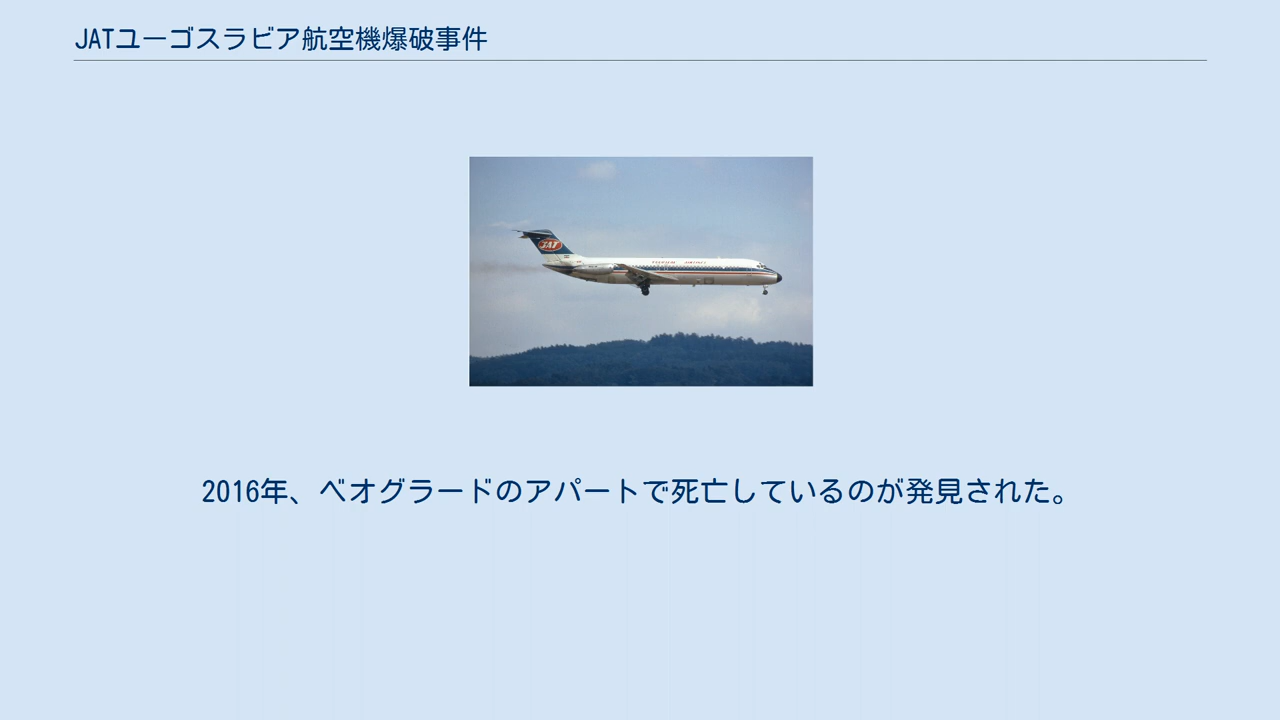 JATユーゴスラビア航空機爆破事件
JAT
2016年、ベオグラードのアパートで死亡しているのが発見された。